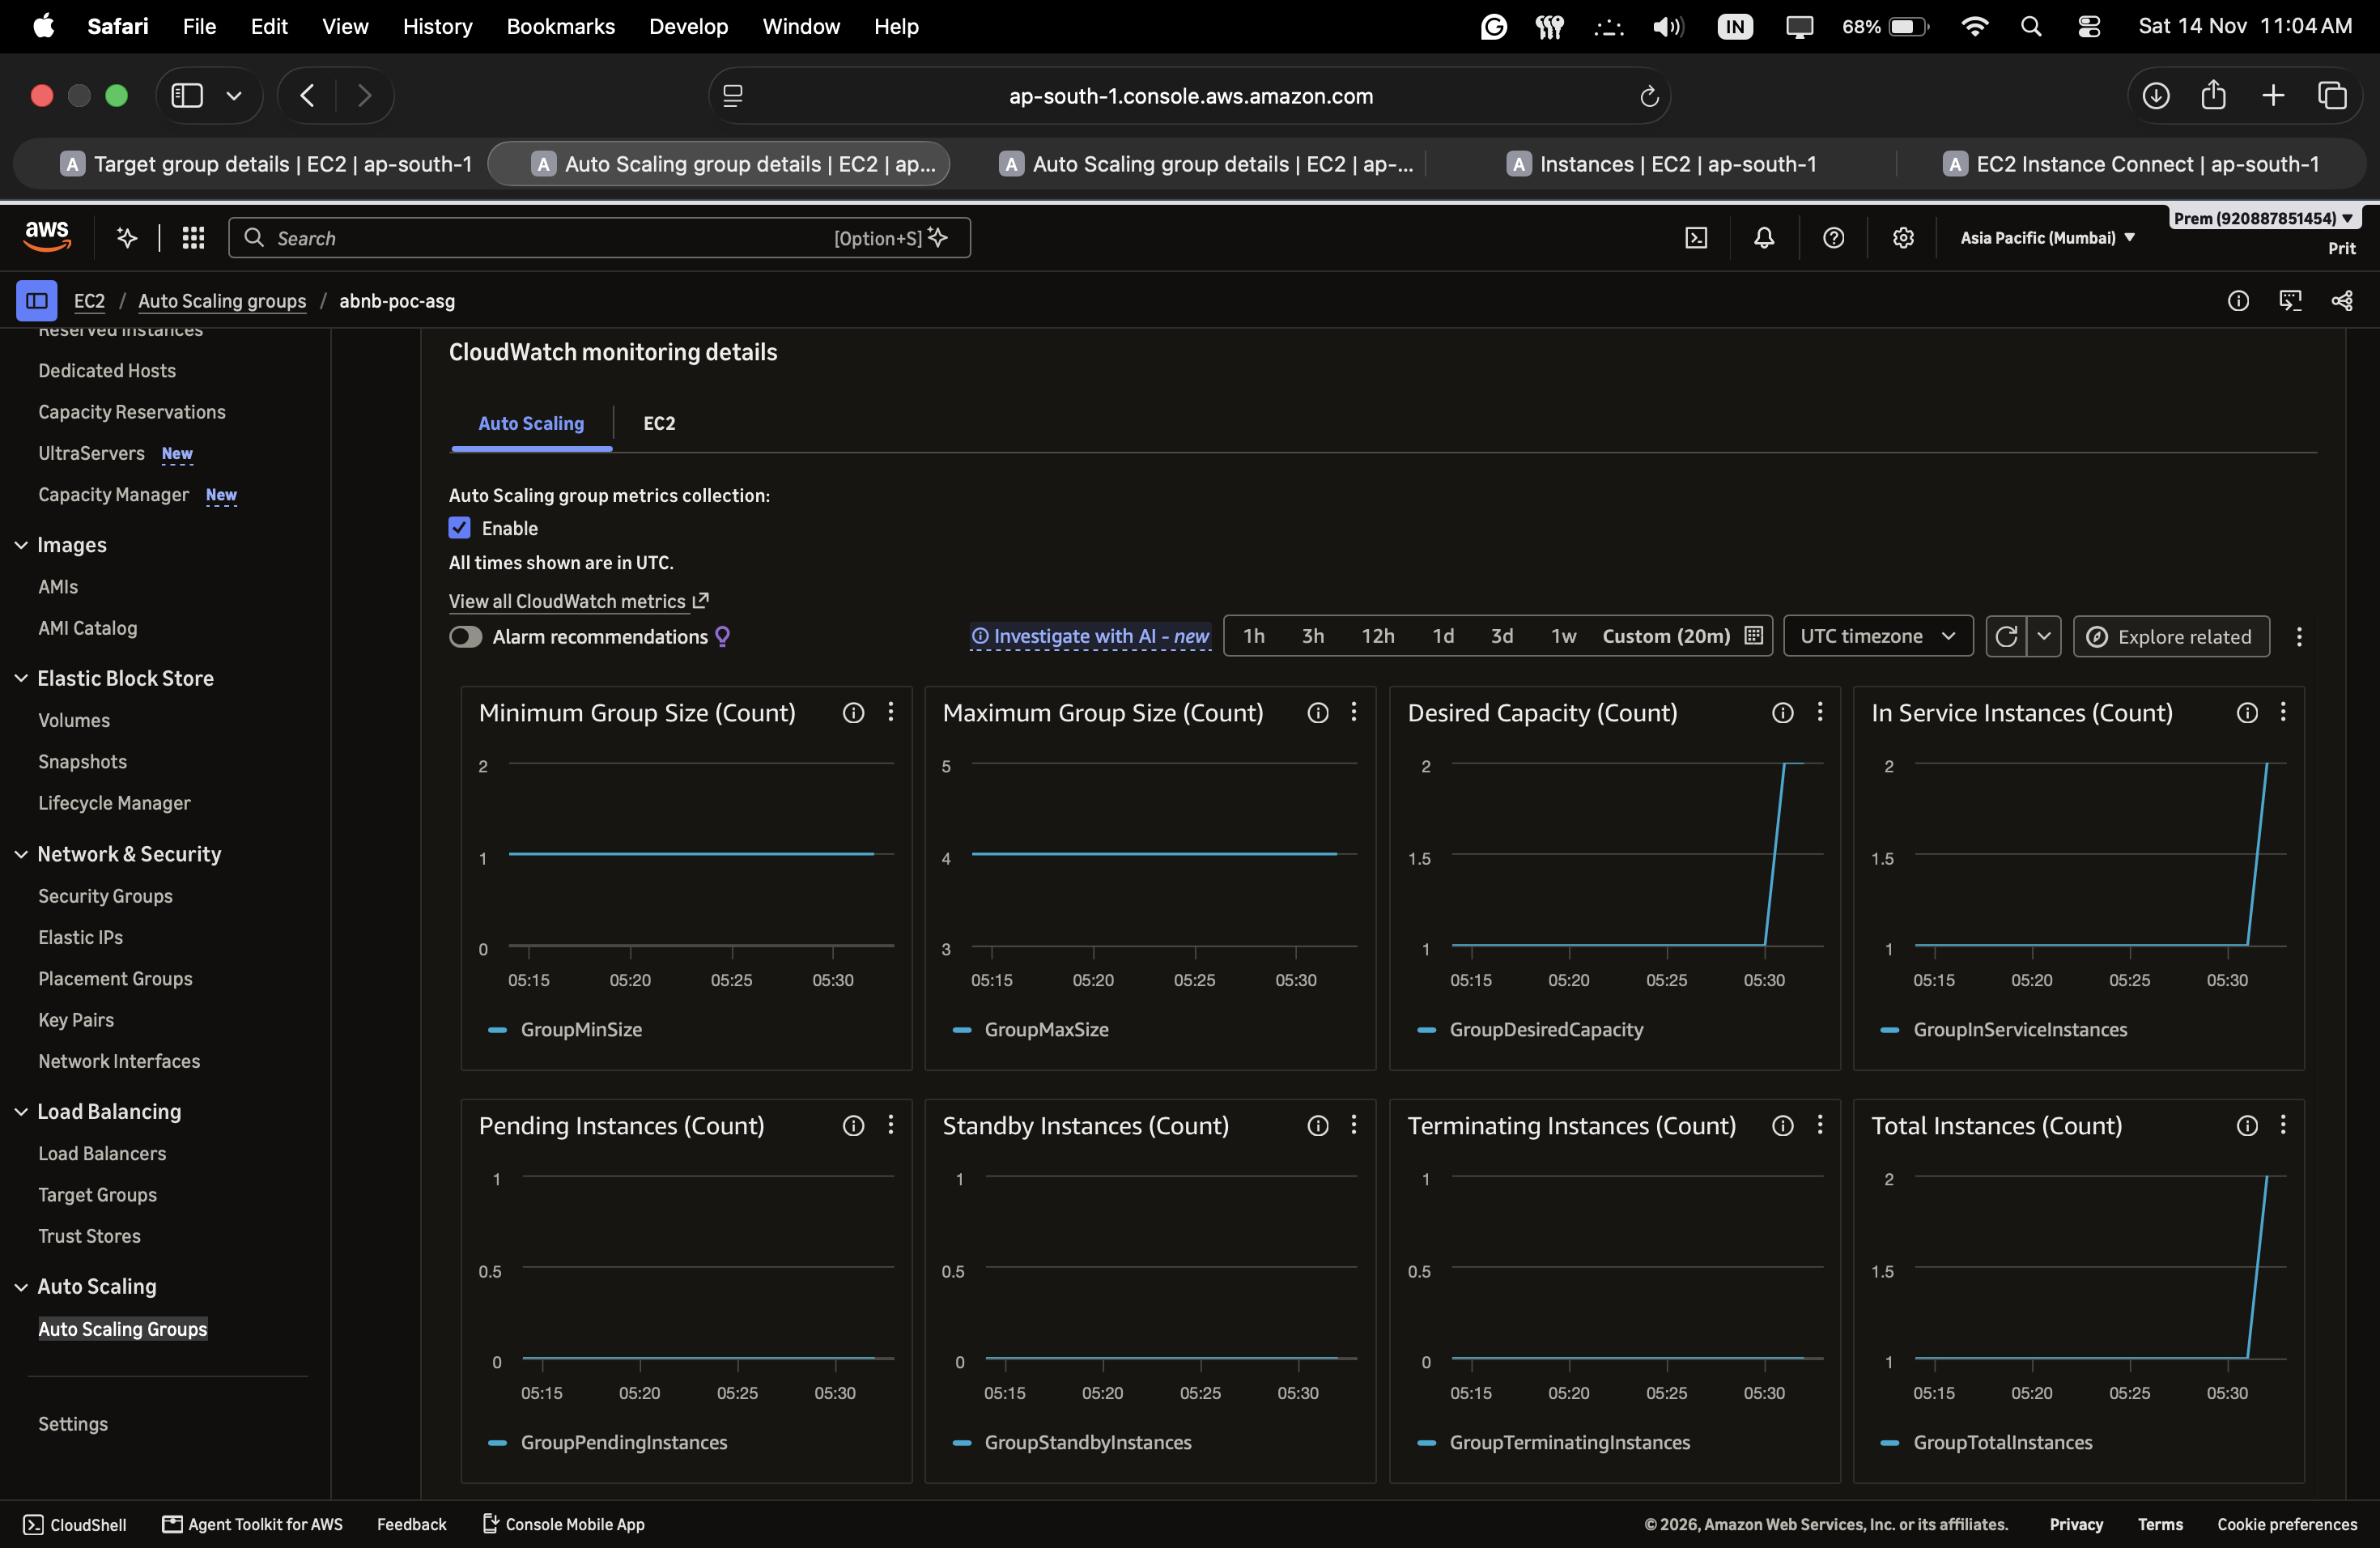 Safari File Edit View History Bookmarks Develop Window Help IN 68% Sat 14 Nov 11:04 AM
ap-south-1.console.aws.amazon.com
A Target group details | EC2 | ap-south-1 A Auto Scaling group details | EC2 | ap... A Auto Scaling group details | EC2 | ap-... A Instances | EC2 | ap-south-1 A EC2 Instance Connect | ap-south-1
aws Search [Option+S] Asia Pacific (Mumbai) Prem (920887851454)
Prit
EC2 / Auto Scaling groups / abnb-poc-asg
Reserved Instances
Dedicated Hosts
Capacity Reservations
UltraServers New
Capacity Manager New
Images
AMIs
AMI Catalog
Elastic Block Store
Volumes
Snapshots
Lifecycle Manager
Network & Security
Security Groups
Elastic IPs
Placement Groups
Key Pairs
Network Interfaces
Load Balancing
Load Balancers
Target Groups
Trust Stores
Auto Scaling
Auto Scaling Groups
Settings
CloudWatch monitoring details
Auto Scaling EC2
Auto Scaling group metrics collection:
Enable
All times shown are in UTC.
View all CloudWatch metrics
Alarm recommendations Investigate with AI - new 1h 3h 12h 1d 3d 1w Custom (20m) UTC timezone Explore related
Minimum Group Size (Count)
2
1
0
05:15 05:20 05:25 05:30
GroupMinSize
Maximum Group Size (Count)
5
4
3
05:15 05:20 05:25 05:30
GroupMaxSize
Desired Capacity (Count)
2
1.5
1
05:15 05:20 05:25 05:30
GroupDesiredCapacity
In Service Instances (Count)
2
1.5
1
05:15 05:20 05:25 05:30
GroupInServiceInstances
Pending Instances (Count)
1
0.5
0
05:15 05:20 05:25 05:30
GroupPendingInstances
Standby Instances (Count)
1
0.5
0
05:15 05:20 05:25 05:30
GroupStandbyInstances
Terminating Instances (Count)
1
0.5
0
05:15 05:20 05:25 05:30
GroupTerminatingInstances
Total Instances (Count)
2
1.5
1
05:15 05:20 05:25 05:30
GroupTotalInstances
CloudShell Agent Toolkit for AWS Feedback Console Mobile App © 2026, Amazon Web Services, Inc. or its affiliates. Privacy Terms Cookie preferences